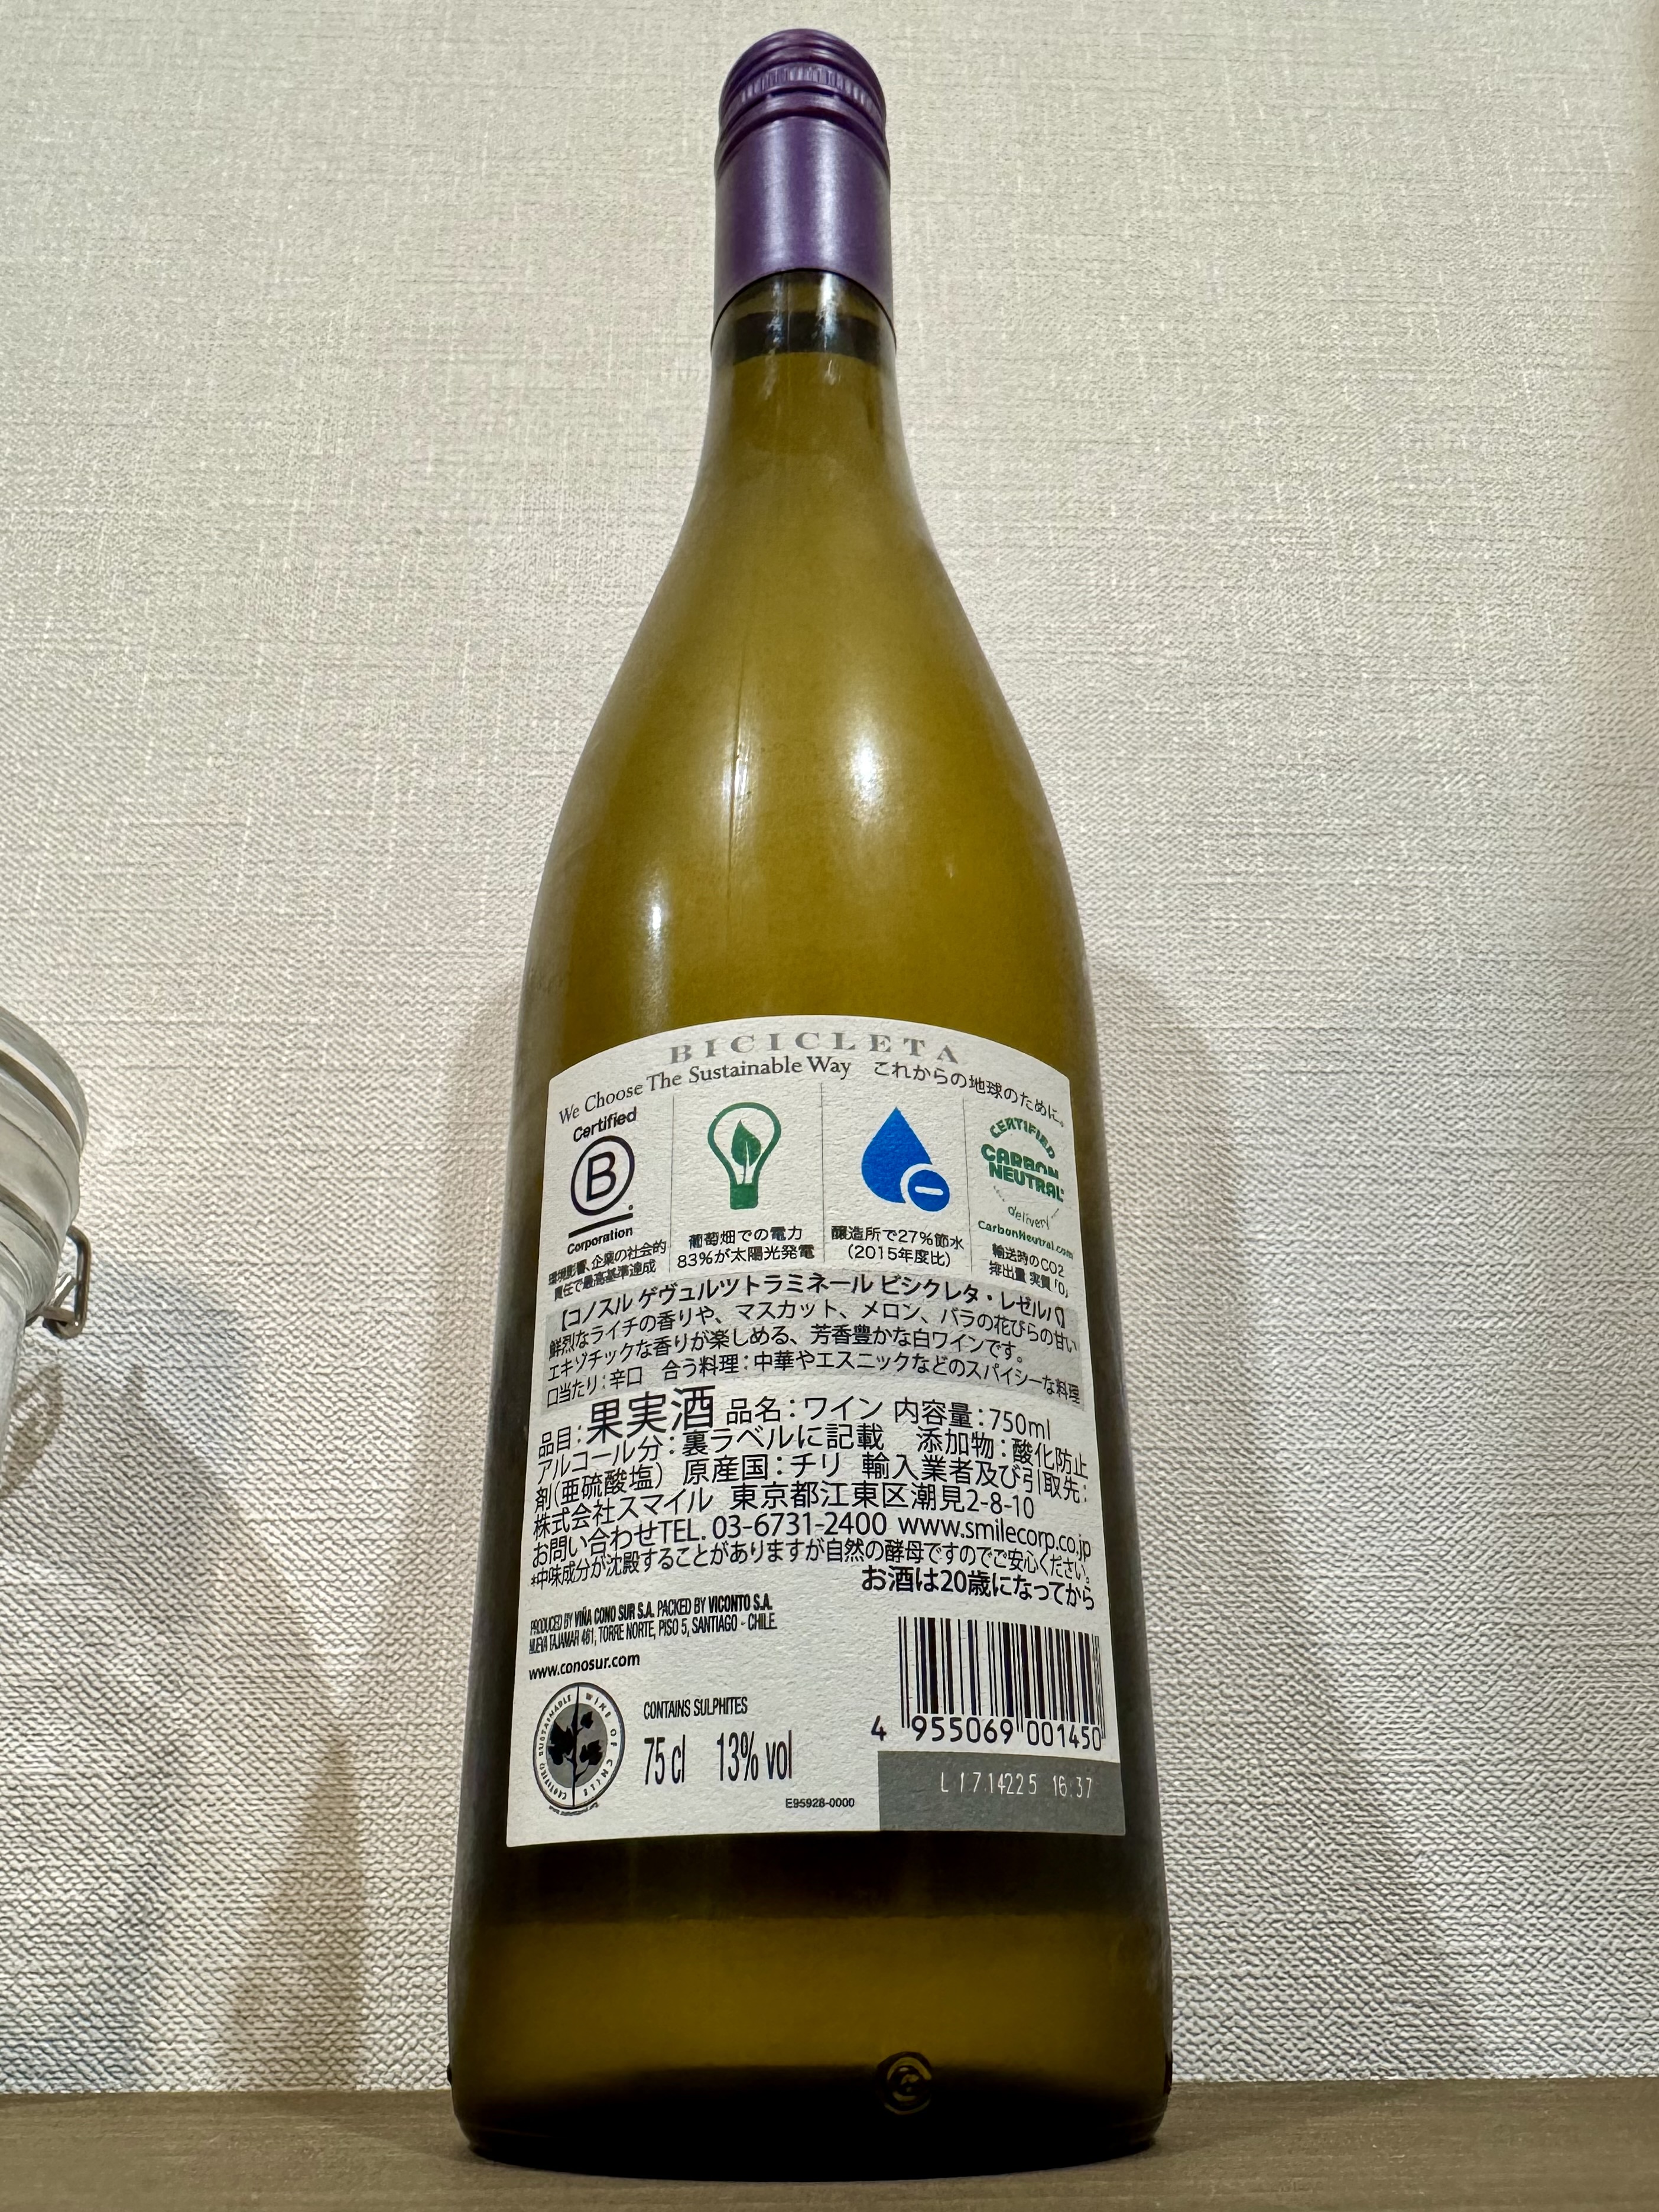 BICICLETA
We Choose The Sustainable Way これからの地球のために。
Certified
B
Corporation
環境影響、企業の社会的
責任で最高基準達成
葡萄畑での電力
83%が太陽光発電
醸造所で27%節水
(2015年度比)
CERTIFIED
CARBON
NEUTRAL
delivery
CarbonNeutral.com
輸送時のCO2
排出量 実質「0」
【コノスル ゲヴュルツトラミネール ビシクレタ・レゼルバ】
鮮烈なライチの香りや、マスカット、メロン、バラの花びらの甘い
エキゾチックな香りが楽しめる、芳香豊かな白ワインです。
口当たり：辛口 合う料理：中華やエスニックなどのスパイシーな料理
品目：果実酒 品名：ワイン 内容量：750ml
アルコール分：裏ラベルに記載 添加物：酸化防止
剤(亜硫酸塩) 原産国：チリ 輸入業者及び引取先：
株式会社スマイル 東京都江東区潮見2-8-10
お問い合わせTEL. 03-6731-2400 www.smilecorp.co.jp
*中味成分が沈殿することがありますが自然の酵母ですのでご安心ください。
お酒は20歳になってから
PRODUCED BY VIÑA CONO SUR S.A. PACKED BY VICONTO S.A.
NUEVA TAJAMAR 481, TORRE NORTE, PISO 5, SANTIAGO - CHILE.
www.conosur.com
CERTIFIED SUSTAINABLE WINE OF CHILE
CONTAINS SULPHITES
75 cl 13% vol
E95928-0000
4 955069 001450
L1714225 16:37